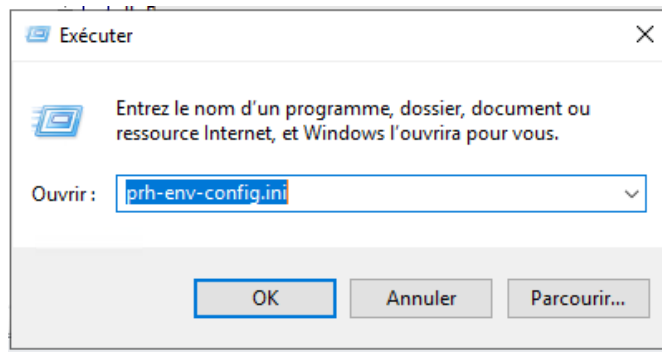 Exécuter
Entrez le nom d'un programme, dossier, document ou
ressource Internet, et Windows l'ouvrira pour vous.
Ouvrir :
prh-env-config.ini
OK
Annuler
Parcourir...